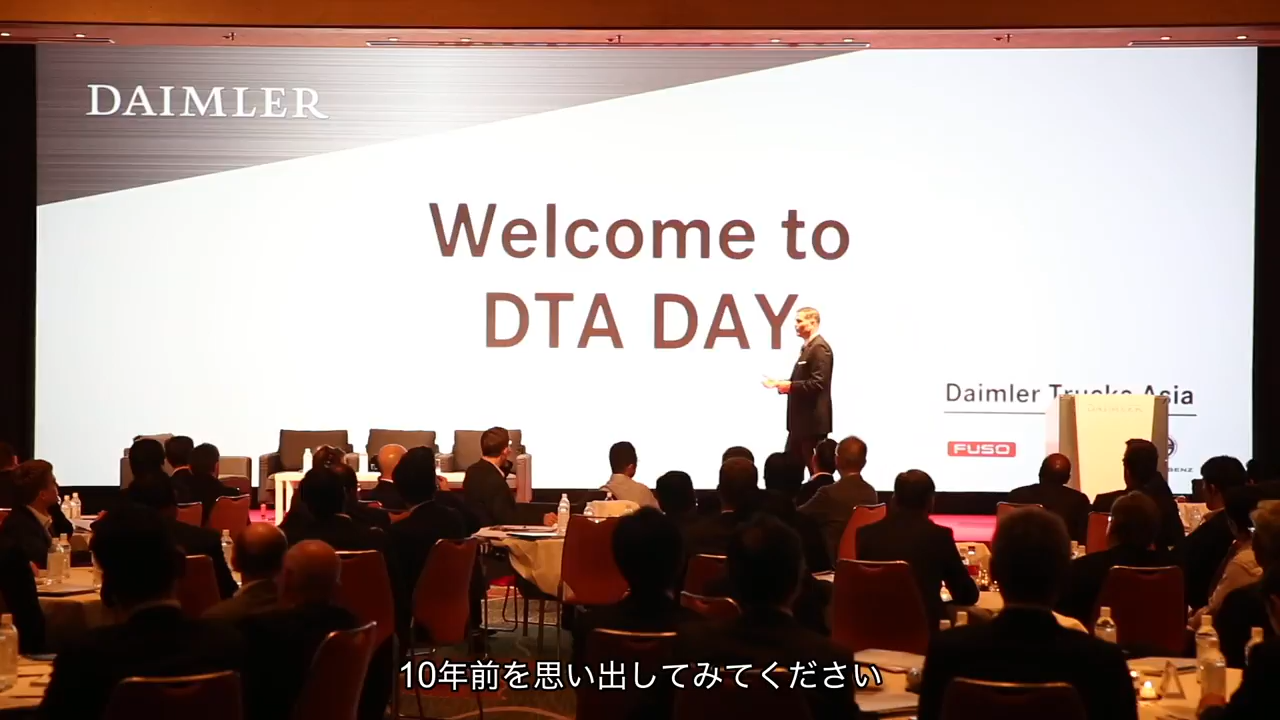 DAIMLER
Welcome to
DTA DAY
Daimler Trucks Asia
FUSO
10年前を思い出してみてください